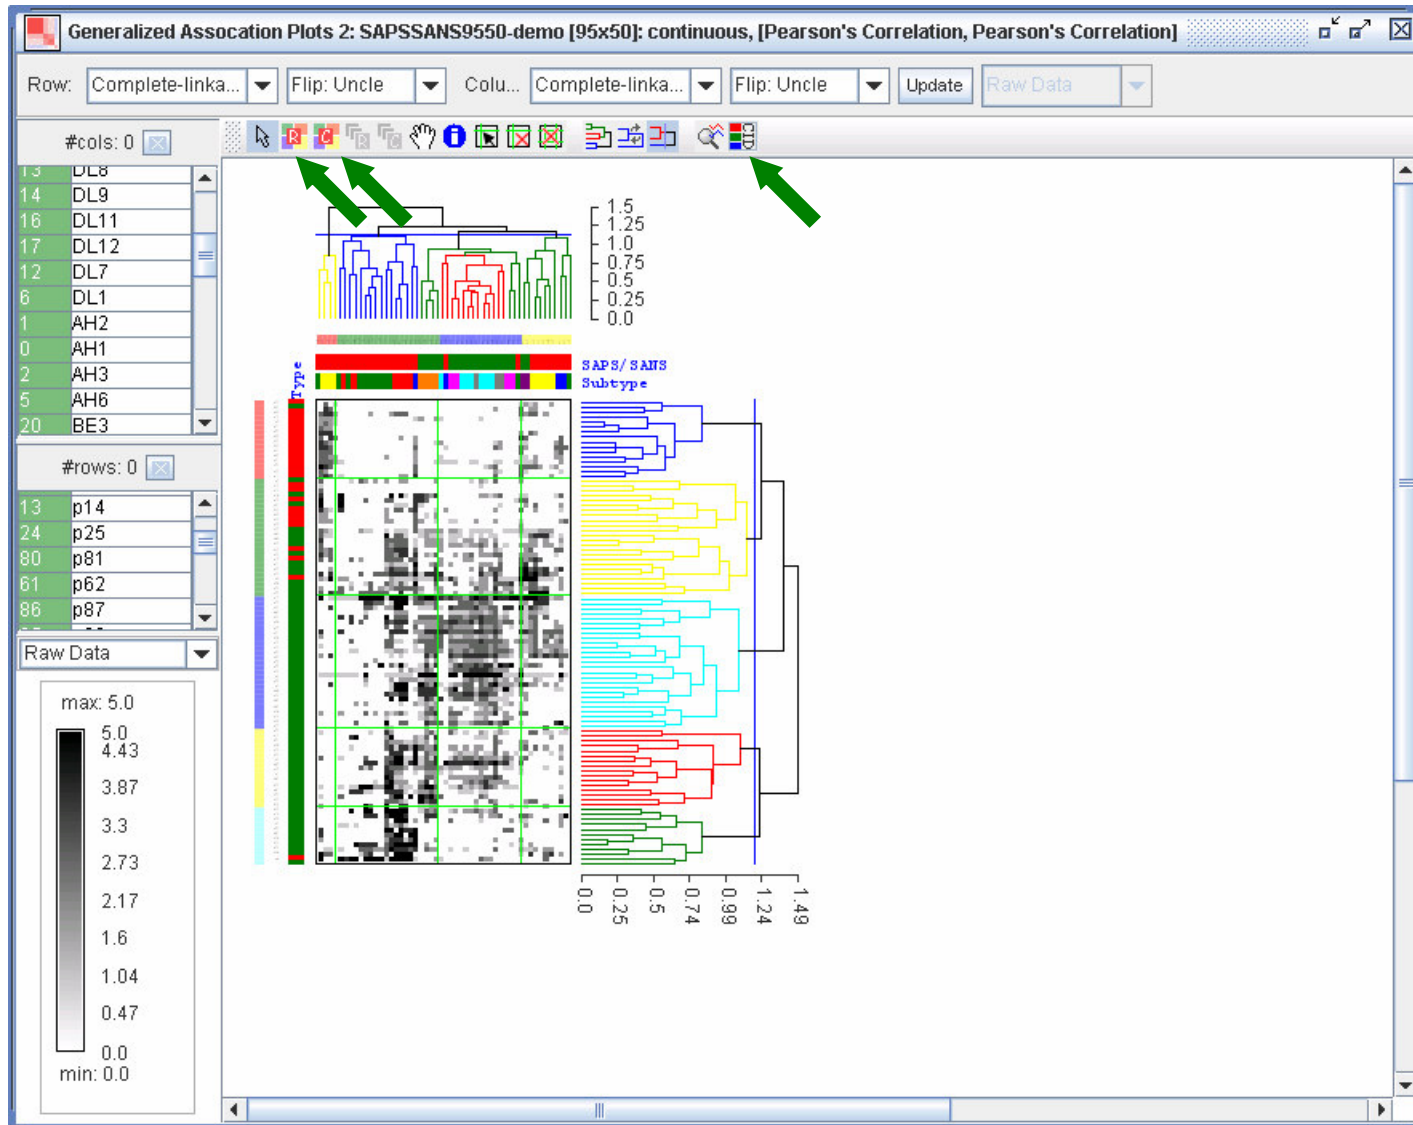 Generalized Assocation Plots 2: SAPSSANS9550-demo [95x50]: continuous, [Pearson's Correlation, Pearson's Correlation]
Row: Complete-linka... Flip: Uncle Colu... Complete-linka... Flip: Uncle Update Raw Data
#cols: 0
R C R C
13 DL8
14 DL9
16 DL11
17 DL12
12 DL7
6 DL1
1 AH2
0 AH1
2 AH3
5 AH6
20 BE3
#rows: 0
13 p14
24 p25
80 p81
61 p62
86 p87
Raw Data
max: 5.0
5.0
4.43
3.87
3.3
2.73
2.17
1.6
1.04
0.47
0.0
min: 0.0
1.5
1.25
1.0
0.75
0.5
0.25
0.0
Type
SAPS/SANS
Subtype
0.0 0.25 0.5 0.74 0.99 1.24 1.49